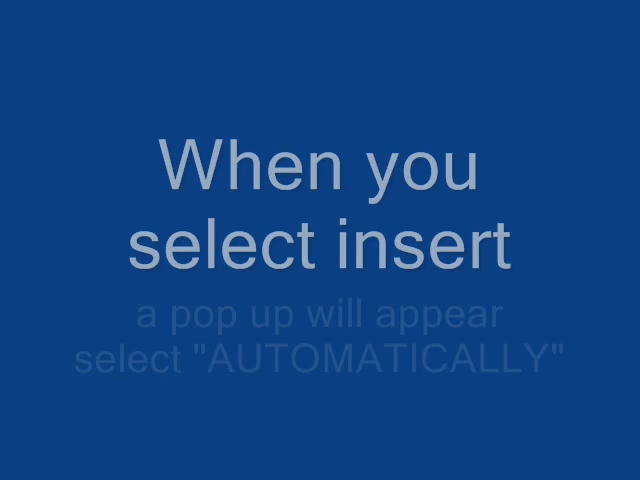 When you
select insert
a pop up will appear
select "AUTOMATICALLY"